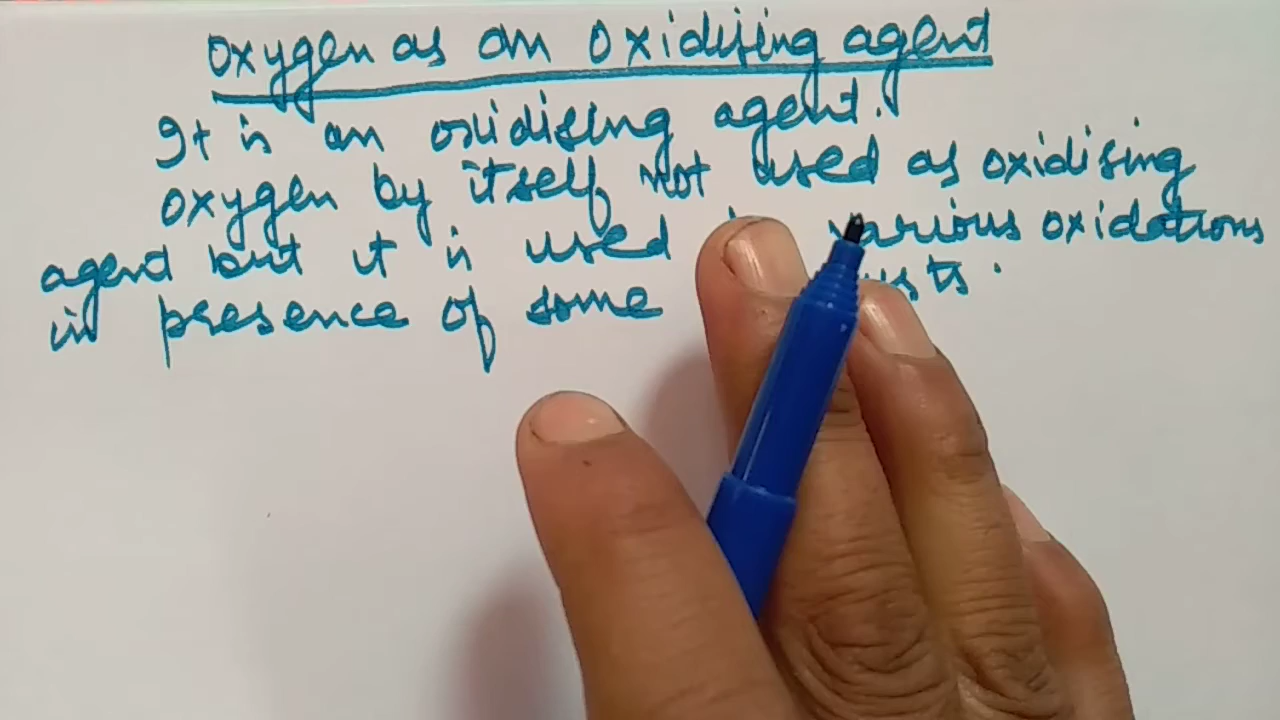 Oxygen as an Oxidising agent
It is an oxidising agent.
oxygen by itself not used as oxidising
agent but it is used various oxidations
in presence of some